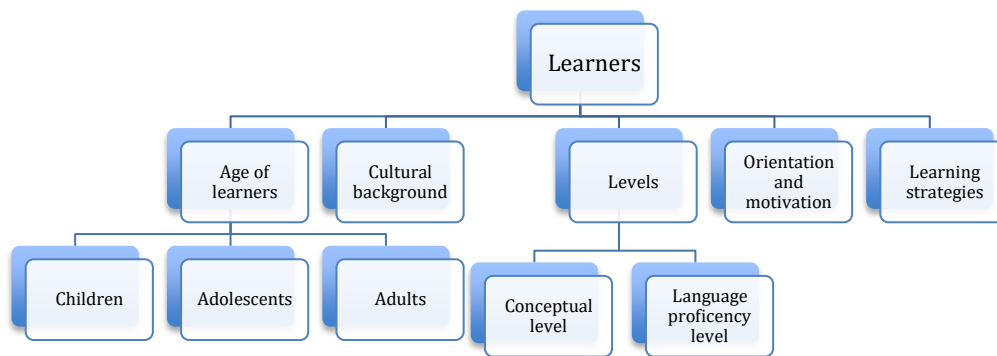 Learners
Age of
learners
Cultural
background
Levels
Orientation
and
motivation
Learning
strategies
Children
Adolescents
Adults
Conceptual
level
Language
proficency
level